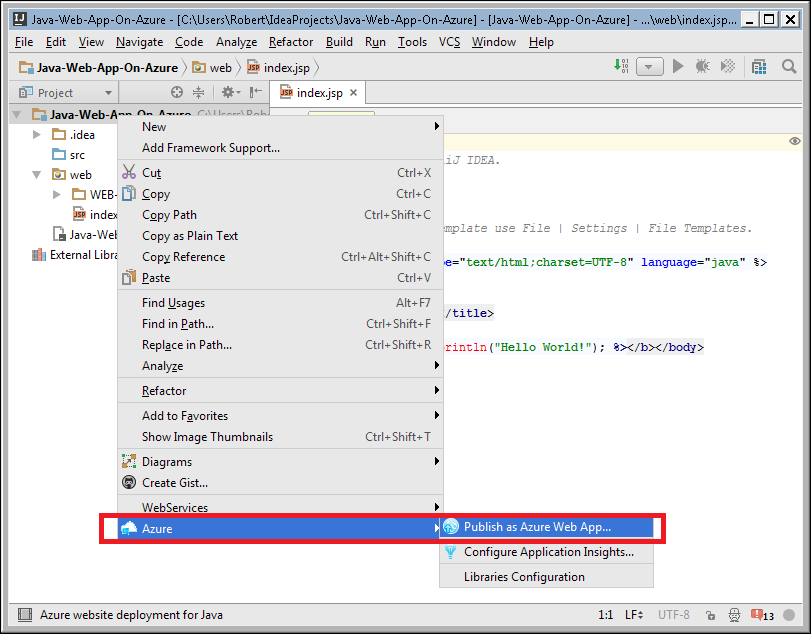 Java-Web-App-On-Azure - [C:\Users\Robert\IdeaProjects\Java-Web-App-On-Azure] - [Java-Web-App-On-Azure] - ...\web\index.jsp...
File Edit View Navigate Code Analyze Refactor Build Run Tools VCS Window Help
Java-Web-App-On-Azure web index.jsp
Project index.jsp
Java-Web-App-On-Azure C:\Users\Rob
.idea
src
web
WEB-
index
Java-Web
External Libra
New
Add Framework Support...
Cut Ctrl+X
Copy Ctrl+C
Copy Path Ctrl+Shift+C
Copy as Plain Text
Copy Reference Ctrl+Alt+Shift+C
Paste Ctrl+V
Find Usages Alt+F7
Find in Path... Ctrl+Shift+F
Replace in Path... Ctrl+Shift+R
Analyze
Refactor
Add to Favorites
Show Image Thumbnails Ctrl+Shift+T
Diagrams
Create Gist...
WebServices
Azure
Publish as Azure Web App...
Configure Application Insights...
Libraries Configuration
iJ IDEA.
mplate use File | Settings | File Templates.
e="text/html;charset=UTF-8" language="java" %>
/title>
rintln("Hello World!"); %></b></body>
Azure website deployment for Java 1:1 LF UTF-8 13